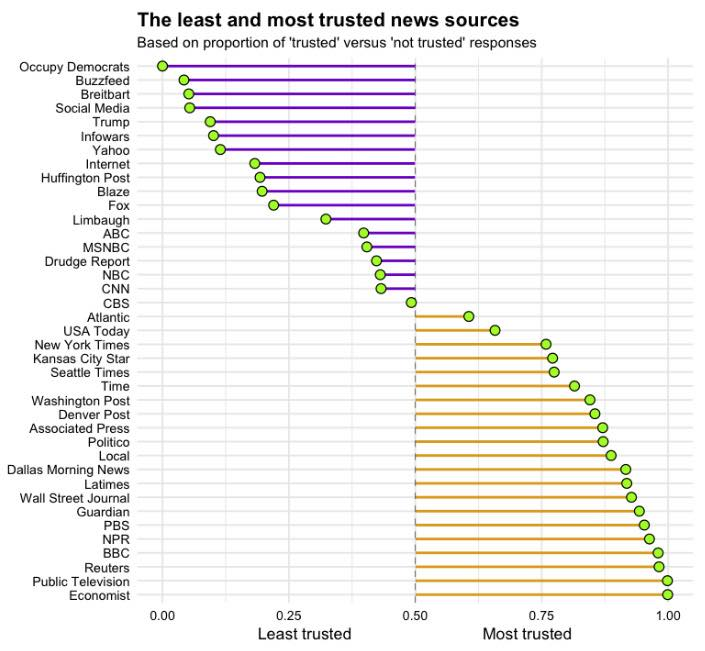 The least and most trusted news sources
Based on proportion of 'trusted' versus 'not trusted' responses
Occupy Democrats
Buzzfeed
Breitbart
Social Media
Trump
Infowars
Yahoo
Internet
Huffington Post
Blaze
Fox
Limbaugh
ABC
MSNBC
Drudge Report
NBC
CNN
CBS
Atlantic
USA Today
New York Times
Kansas City Star
Seattle Times
Time
Washington Post
Denver Post
Associated Press
Politico
Local
Dallas Morning News
Latimes
Wall Street Journal
Guardian
PBS
NPR
BBC
Reuters
Public Television
Economist
0.00 0.25 0.50 0.75 1.00
Least trusted Most trusted